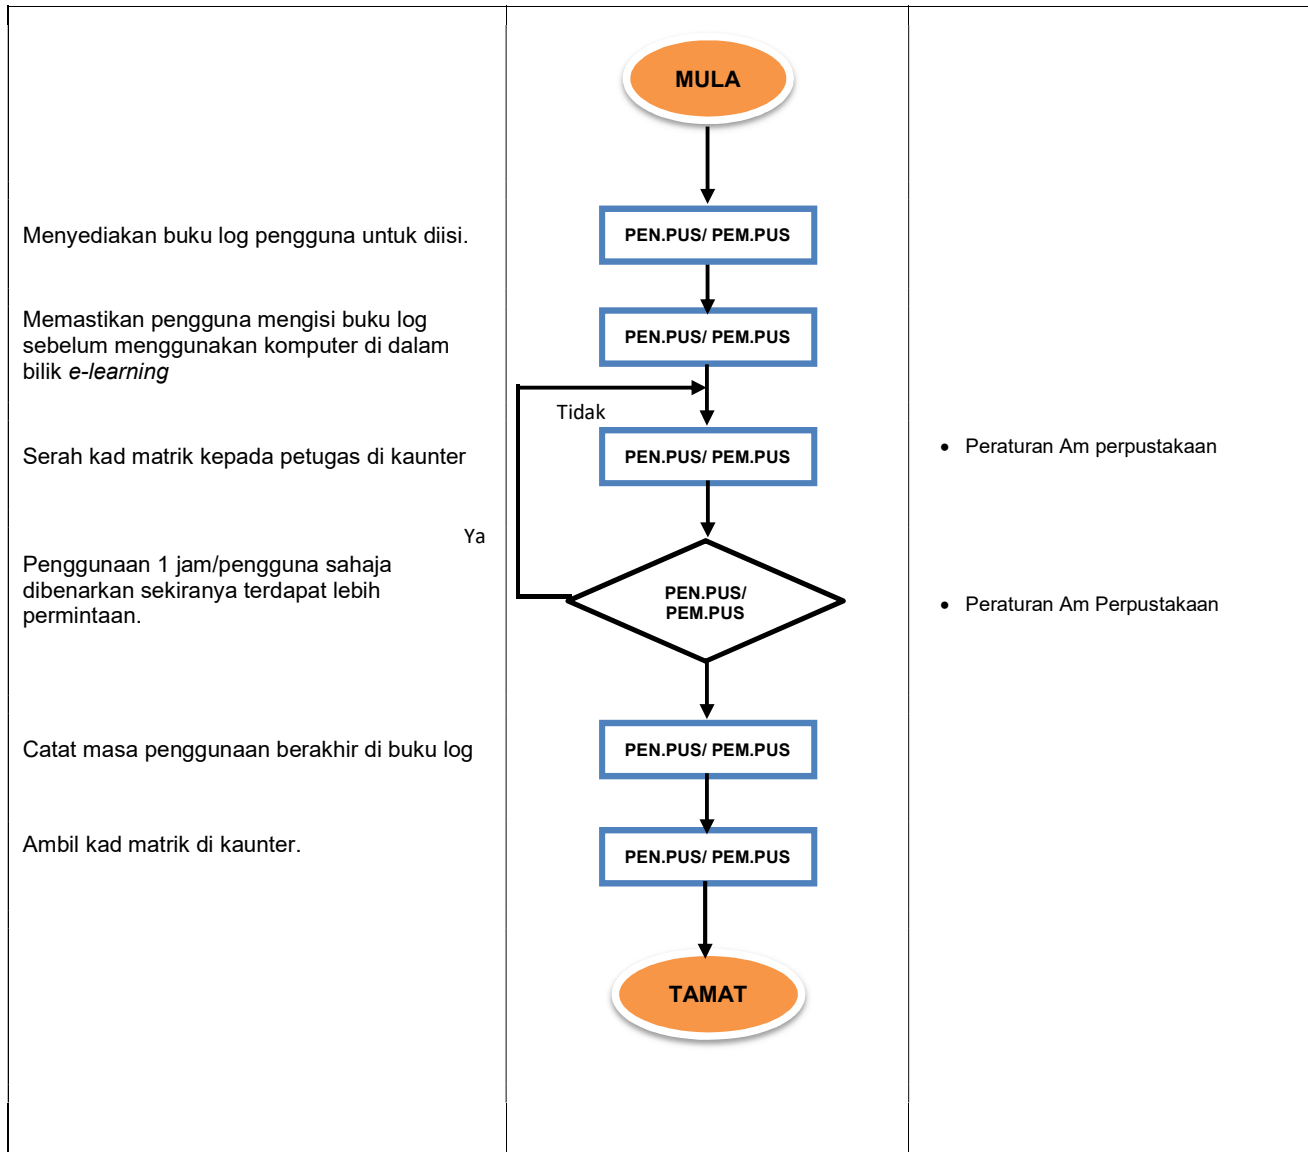 MULA
Menyediakan buku log pengguna untuk diisi.
PEN.PUS/ PEM.PUS
Memastikan pengguna mengisi buku log
sebelum menggunakan komputer di dalam
bilik e-learning
PEN.PUS/ PEM.PUS
Tidak
Serah kad matrik kepada petugas di kaunter
PEN.PUS/ PEM.PUS
• Peraturan Am perpustakaan
Ya
Penggunaan 1 jam/pengguna sahaja
dibenarkan sekiranya terdapat lebih
permintaan.
PEN.PUS/
PEM.PUS
• Peraturan Am Perpustakaan
Catat masa penggunaan berakhir di buku log
PEN.PUS/ PEM.PUS
Ambil kad matrik di kaunter.
PEN.PUS/ PEM.PUS
TAMAT